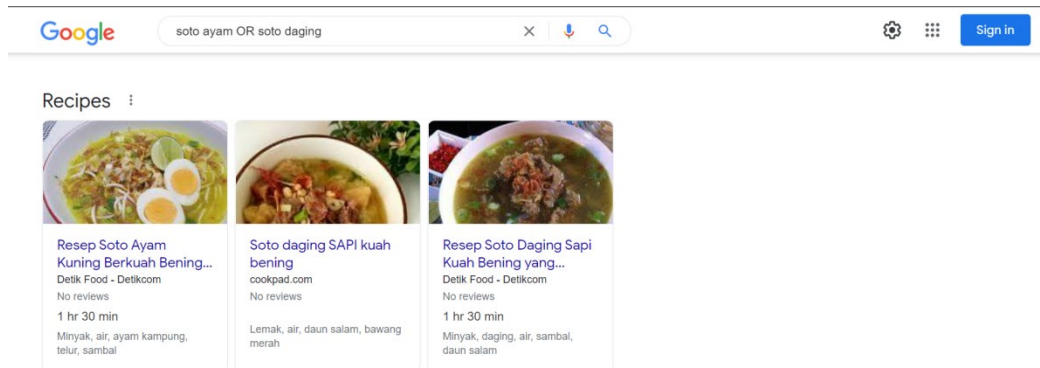 Google
soto ayam OR soto daging
Sign in
Recipes
Resep Soto Ayam
Kuning Berkuah Bening...
Detik Food - Detikcom
No reviews
1 hr 30 min
Minyak, air, ayam kampung,
telur, sambal
Soto daging SAPI kuah
bening
cookpad.com
No reviews
Lemak, air, daun salam, bawang
merah
Resep Soto Daging Sapi
Kuah Bening yang...
Detik Food - Detikcom
No reviews
1 hr 30 min
Minyak, daging, air, sambal,
daun salam